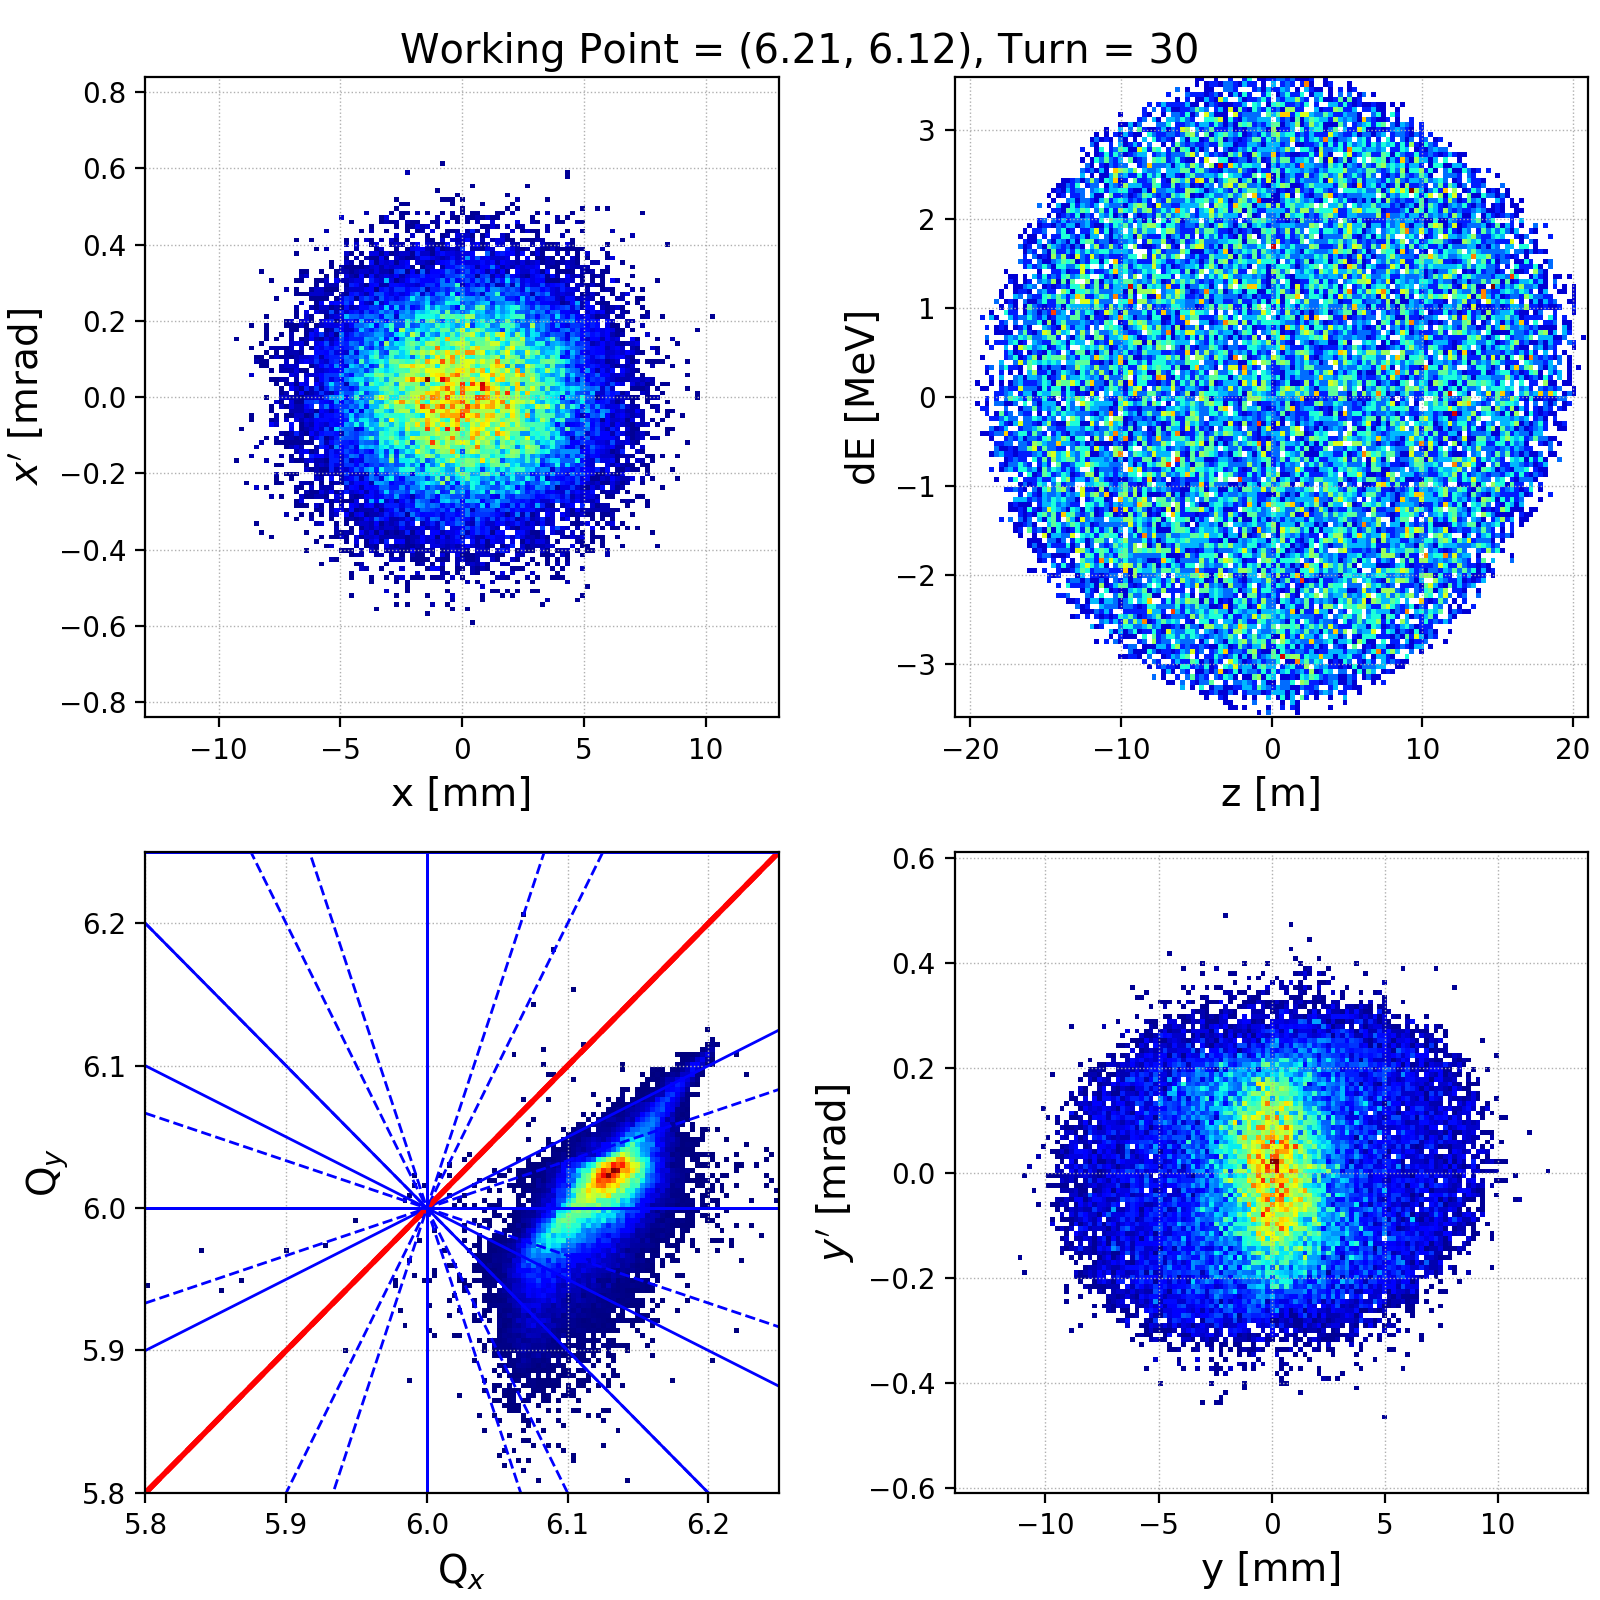 Working Point = (6.21, 6.12), Turn = 30
0.8
0.6
0.4
0.2
0.0
−0.2
−0.4
−0.6
−0.8
x′ [mrad]
−10 −5 0 5 10
x [mm]
3
2
1
0
−1
−2
−3
dE [MeV]
−20 −10 0 10 20
z [m]
6.2
6.1
6.0
5.9
5.8
Qy
5.8 5.9 6.0 6.1 6.2
Qx
0.6
0.4
0.2
0.0
−0.2
−0.4
−0.6
y′ [mrad]
−10 −5 0 5 10
y [mm]